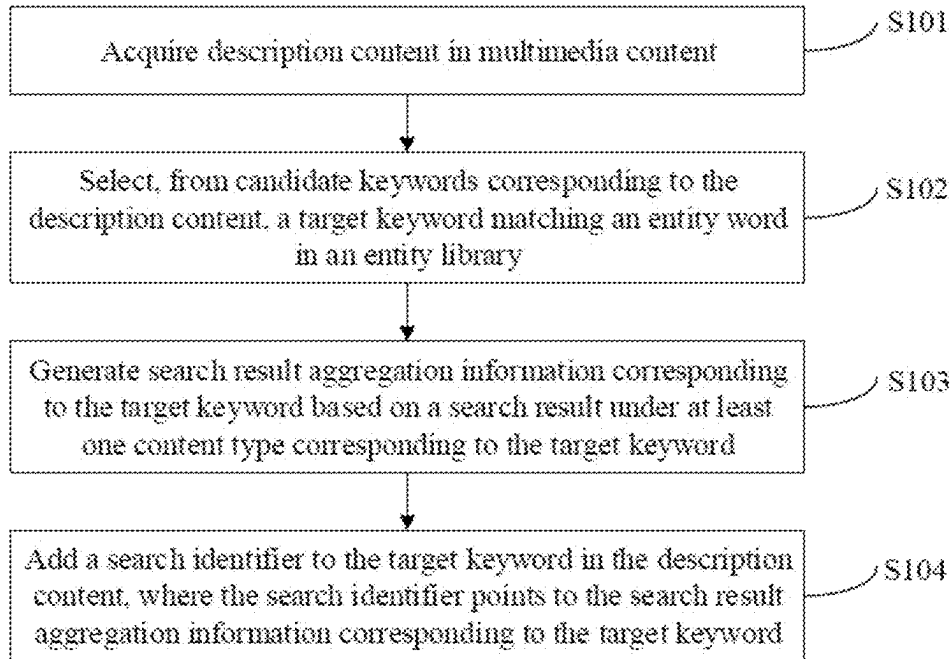 Acquire description content in multimedia content
S101
Select, from candidate keywords corresponding to the
description content, a target keyword matching an entity word
in an entity library
S102
Generate search result aggregation information corresponding
to the target keyword based on a search result under at least
one content type corresponding to the target keyword
S103
Add a search identifier to the target keyword in the description
content, where the search identifier points to the search result
aggregation information corresponding to the target keyword
S104